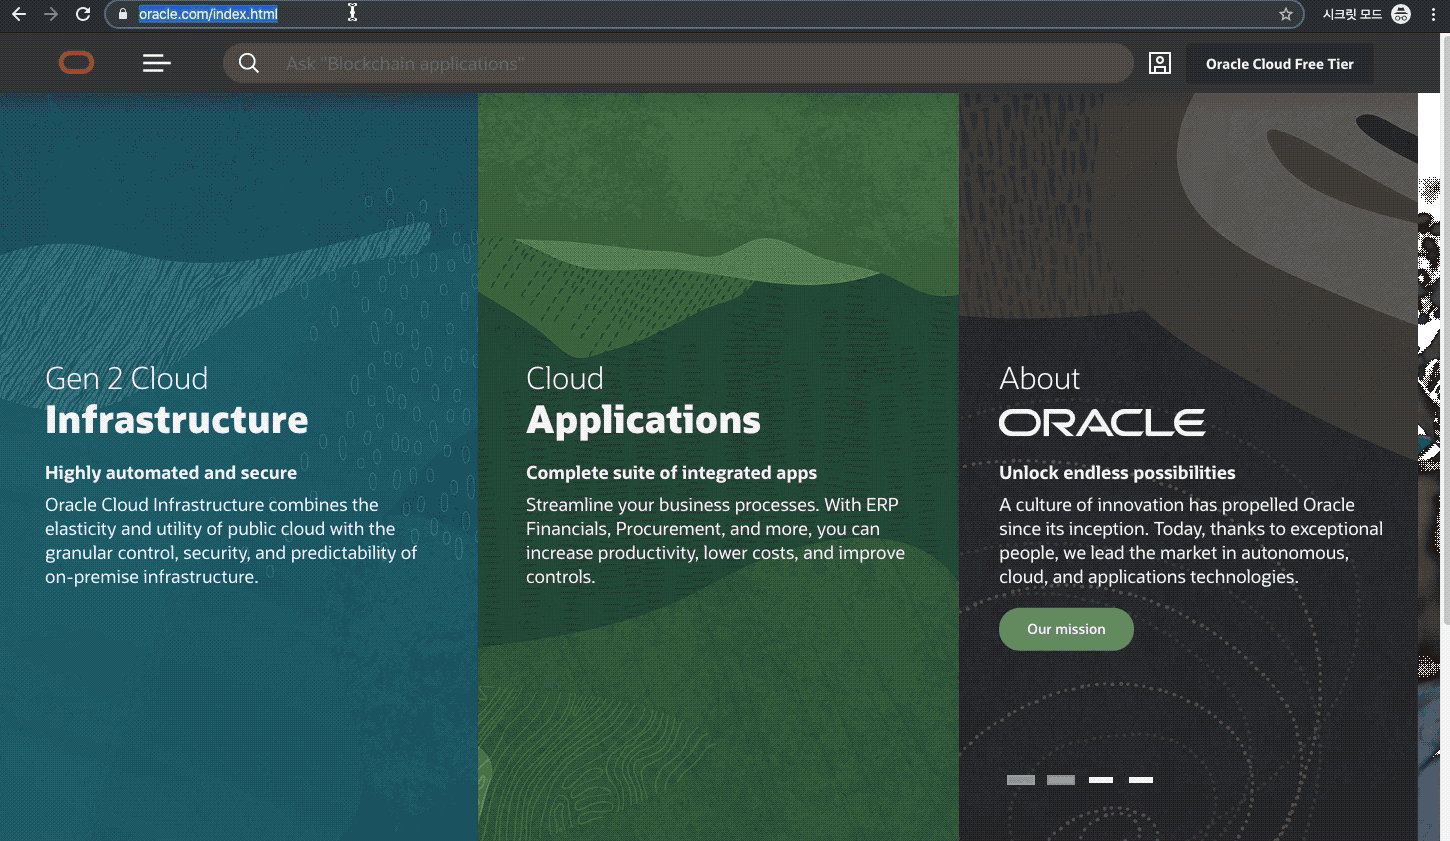 oracle.com/index.html
시크릿 모드
Ask "Blockchain applications"
Oracle Cloud Free Tier
Gen 2 Cloud
Infrastructure
Highly automated and secure
Oracle Cloud Infrastructure combines the
elasticity and utility of public cloud with the
granular control, security, and predictability of
on-premise infrastructure.
Cloud
Applications
Complete suite of integrated apps
Streamline your business processes. With ERP
Financials, Procurement, and more, you can
increase productivity, lower costs, and improve
controls.
About
ORACLE
Unlock endless possibilities
A culture of innovation has propelled Oracle
since its inception. Today, thanks to exceptional
people, we lead the market in autonomous,
cloud, and applications technologies.
Our mission